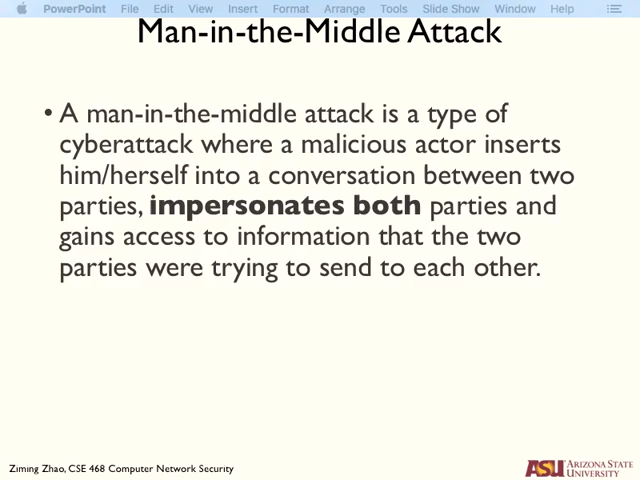 PowerPoint File Edit View Insert Format Arrange Tools Slide Show Window Help
Man-in-the-Middle Attack
• A man-in-the-middle attack is a type of
cyberattack where a malicious actor inserts
him/herself into a conversation between two
parties, impersonates both parties and
gains access to information that the two
parties were trying to send to each other.
Ziming Zhao, CSE 468 Computer Network Security
ASU ARIZONA STATE
UNIVERSITY